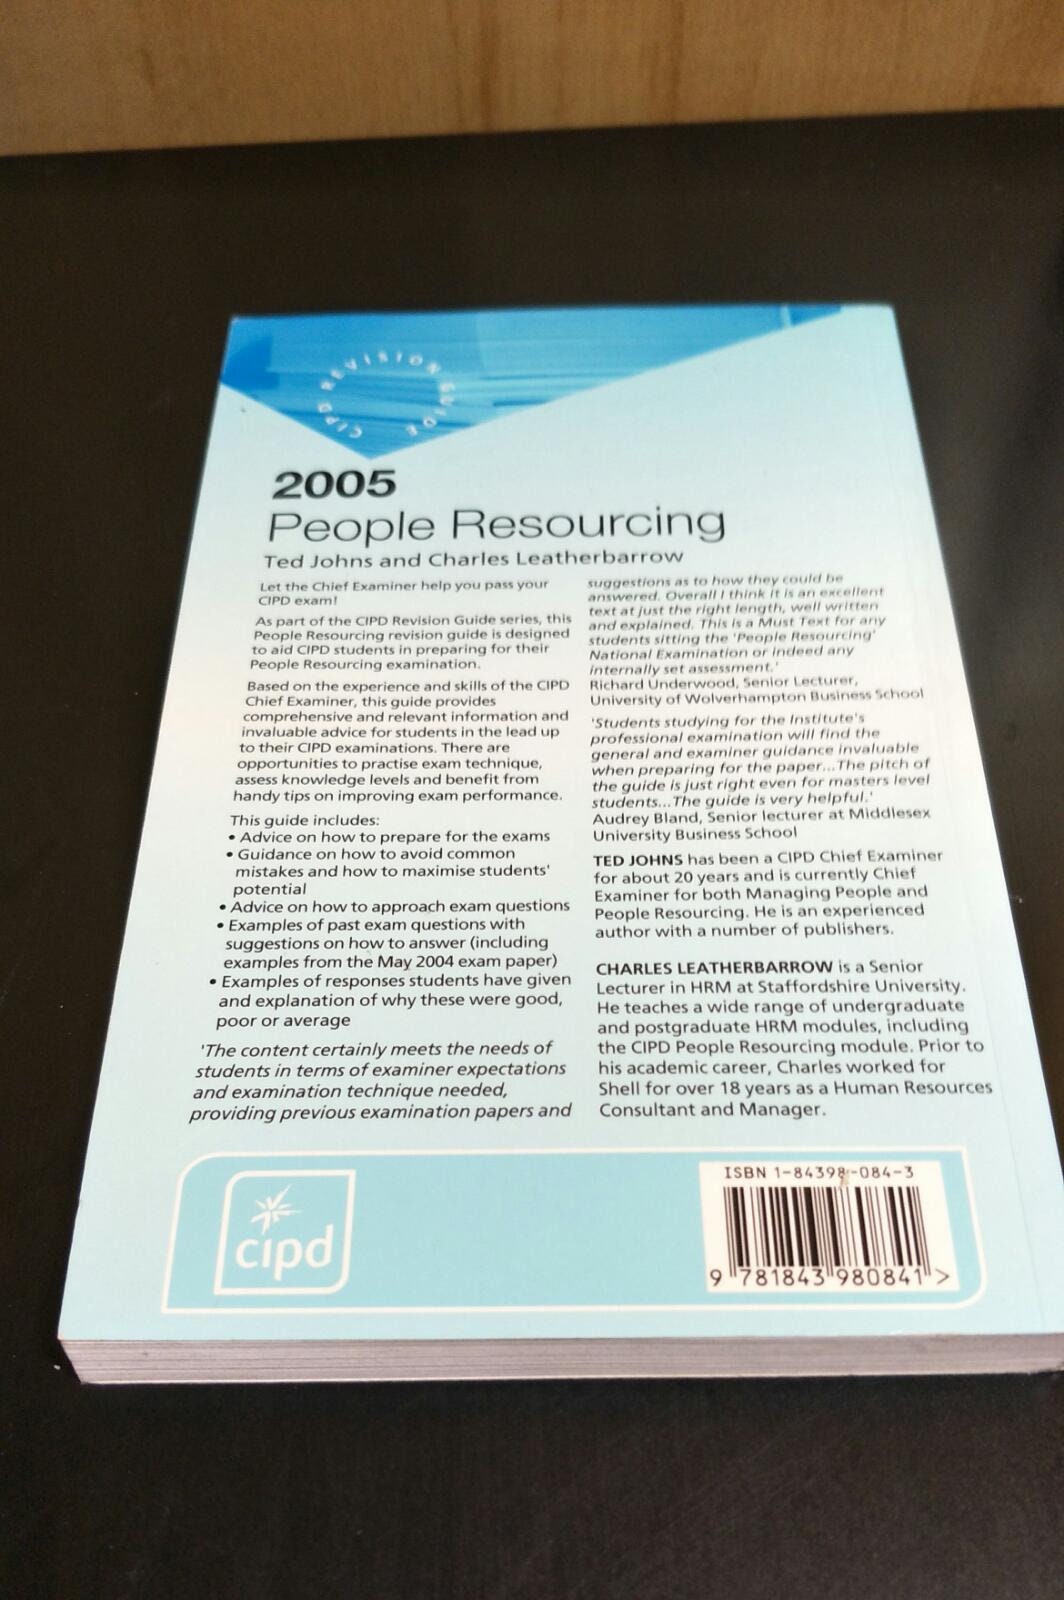 CIPD REVISION GUIDE
2005
People Resourcing
Ted Johns and Charles Leatherbarrow
Let the Chief Examiner help you pass your
CIPD exam!
As part of the CIPD Revision Guide series, this
People Resourcing revision guide is designed
to aid CIPD students in preparing for their
People Resourcing examination.
Based on the experience and skills of the CIPD
Chief Examiner, this guide provides
comprehensive and relevant information and
invaluable advice for students in the lead up
to their CIPD examinations. There are
opportunities to practise exam technique,
assess knowledge levels and benefit from
handy tips on improving exam performance.
This guide includes:
• Advice on how to prepare for the exams
• Guidance on how to avoid common
mistakes and how to maximise students'
potential
• Advice on how to approach exam questions
• Examples of past exam questions with
suggestions on how to answer (including
examples from the May 2004 exam paper)
• Examples of responses students have given
and explanation of why these were good,
poor or average
'The content certainly meets the needs of
students in terms of examiner expectations
and examination technique needed,
providing previous examination papers and
suggestions as to how they could be
answered. Overall I think it is an excellent
text at just the right length, well written
and explained. This is a Must Text for any
students sitting the 'People Resourcing'
National Examination or indeed any
internally set assessment.'
Richard Underwood, Senior Lecturer,
University of Wolverhampton Business School
'Students studying for the Institute's
professional examination will find the
general and examiner guidance invaluable
when preparing for the paper...The pitch of
the guide is just right even for masters level
students...The guide is very helpful.'
Audrey Bland, Senior lecturer at Middlesex
University Business School
TED JOHNS has been a CIPD Chief Examiner
for about 20 years and is currently Chief
Examiner for both Managing People and
People Resourcing. He is an experienced
author with a number of publishers.
CHARLES LEATHERBARROW is a Senior
Lecturer in HRM at Staffordshire University.
He teaches a wide range of undergraduate
and postgraduate HRM modules, including
the CIPD People Resourcing module. Prior to
his academic career, Charles worked for
Shell for over 18 years as a Human Resources
Consultant and Manager.
cipd
ISBN 1-84398-084-3
9 781843 980841 >